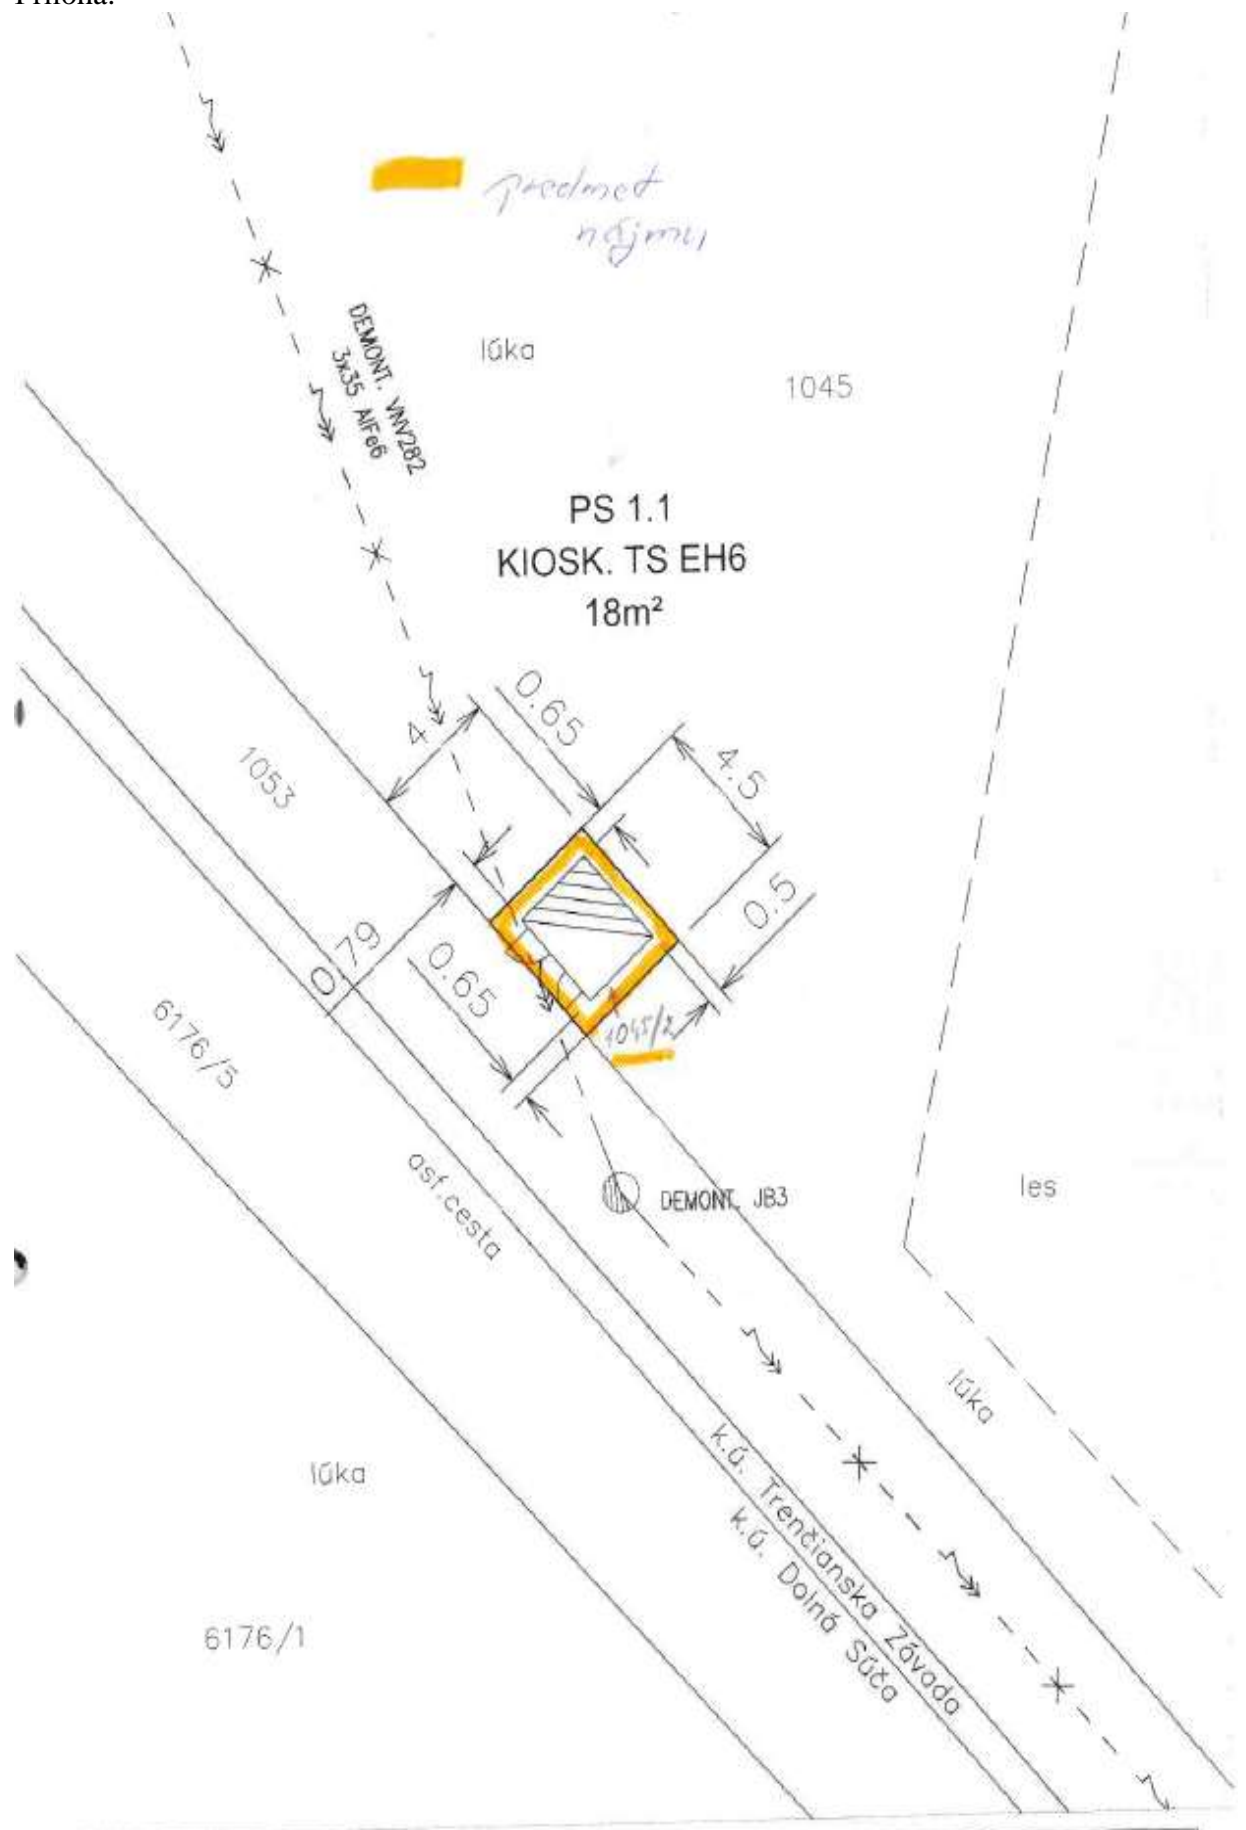 Príloha:
predmet
nájmu
DEMONT. VNV282
3x35 AlFe6
lúka
1045
PS 1.1
KIOSK. TS EH6
18m²
0.65
4
4.5
1053
0.5
79
0.65
1045/2
6176/5
asf.cesta
DEMONT. JB3
les
lúka
k.ú. Trenčianska Závada
k.ú. Dolná Súča
lúka
6176/1